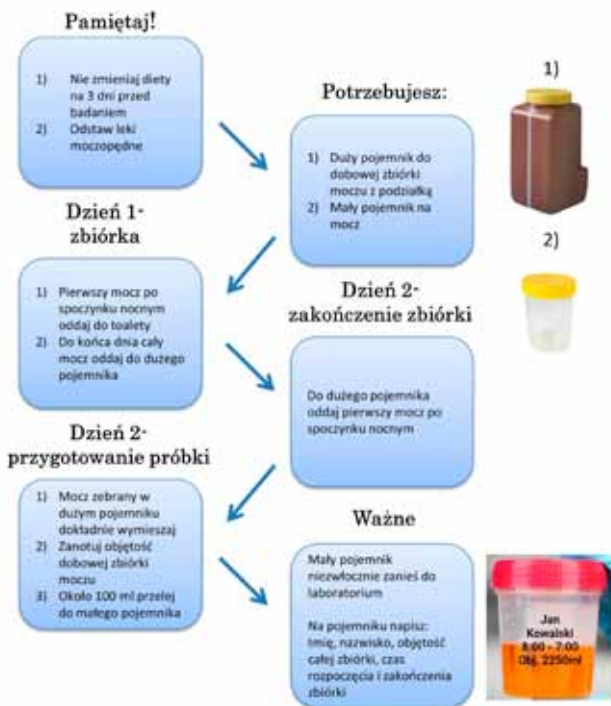 Pamiętaj!
1) Nie zmieniaj diety
na 3 dni przed
badaniem
2) Odstaw leki
moczopędne
Potrzebujesz:
1) Duży pojemnik do
dobowej zbiórki
moczu z podziałką
2) Mały pojemnik na
mocz
1)
2)
Dzień 1-
zbiórka
1) Pierwszy mocz po
spoczynku nocnym
oddaj do toalety
2) Do końca dnia cały
mocz oddaj do dużego
pojemnika
Dzień 2-
zakończenie zbiórki
Do dużego pojemnika
oddaj pierwszy mocz po
spoczynku nocnym
Dzień 2-
przygotowanie próbki
1) Mocz zebrany w
dużym pojemniku
dokładnie wymieszaj
2) Zanotuj objętość
dobowej zbiórki
moczu
3) Około 100 ml przelej
do małego pojemnika
Ważne
Mały pojemnik
niezwłocznie zanieś do
laboratorium
Na pojemniku napisz:
Imię, nazwisko, objętość
całej zbiórki, czas
rozpoczęcia i zakończenia
zbiórki
Jan
Kowalski
8:00 - 7:00
Obj. 2250ml